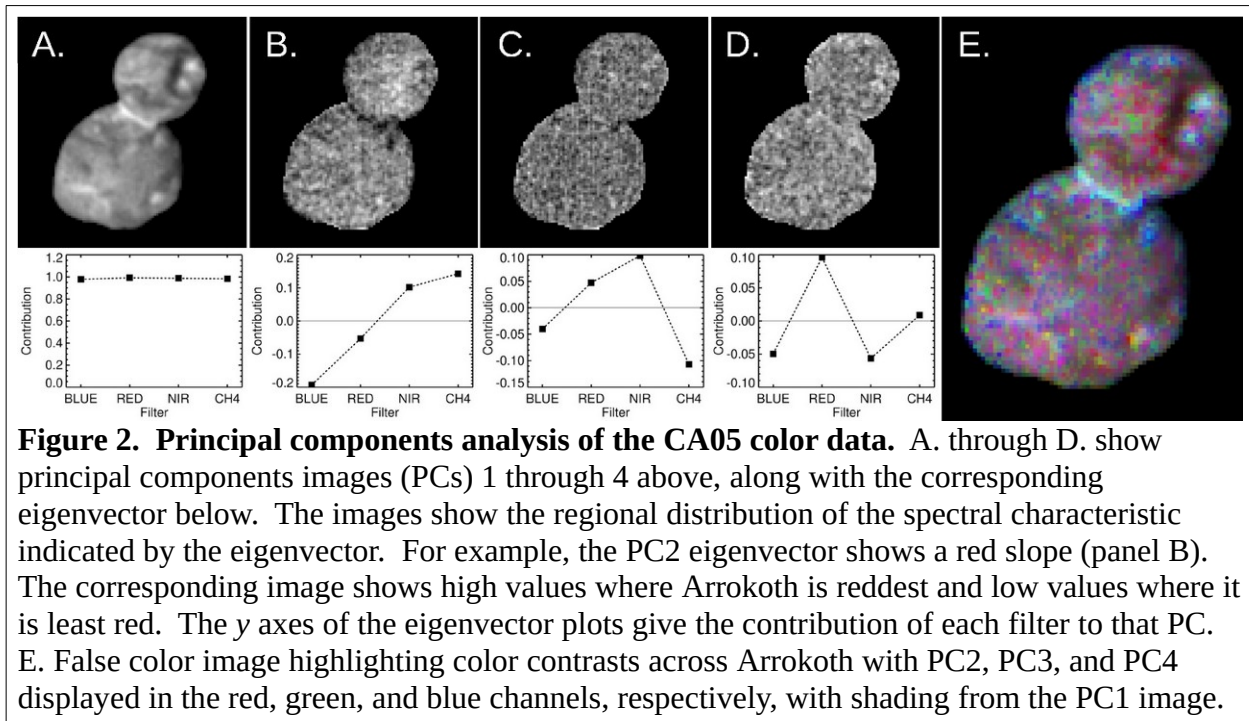 A. B. C. D. E.
1.2 0.2 0.10 0.10
1.0 0.1 0.05 0.05
0.8 0.0 0.00 0.00
0.6 -0.1 -0.05 -0.05
0.4 -0.2 -0.10 -0.10
0.2 -0.15
0.0
Contribution Contribution Contribution Contribution
BLUE RED NIR CH4 BLUE RED NIR CH4 BLUE RED NIR CH4 BLUE RED NIR CH4
Filter Filter Filter Filter
Figure 2. Principal components analysis of the CA05 color data. A. through D. show
principal components images (PCs) 1 through 4 above, along with the corresponding
eigenvector below. The images show the regional distribution of the spectral characteristic
indicated by the eigenvector. For example, the PC2 eigenvector shows a red slope (panel B).
The corresponding image shows high values where Arrokoth is reddest and low values where it
is least red. The y axes of the eigenvector plots give the contribution of each filter to that PC.
E. False color image highlighting color contrasts across Arrokoth with PC2, PC3, and PC4
displayed in the red, green, and blue channels, respectively, with shading from the PC1 image.